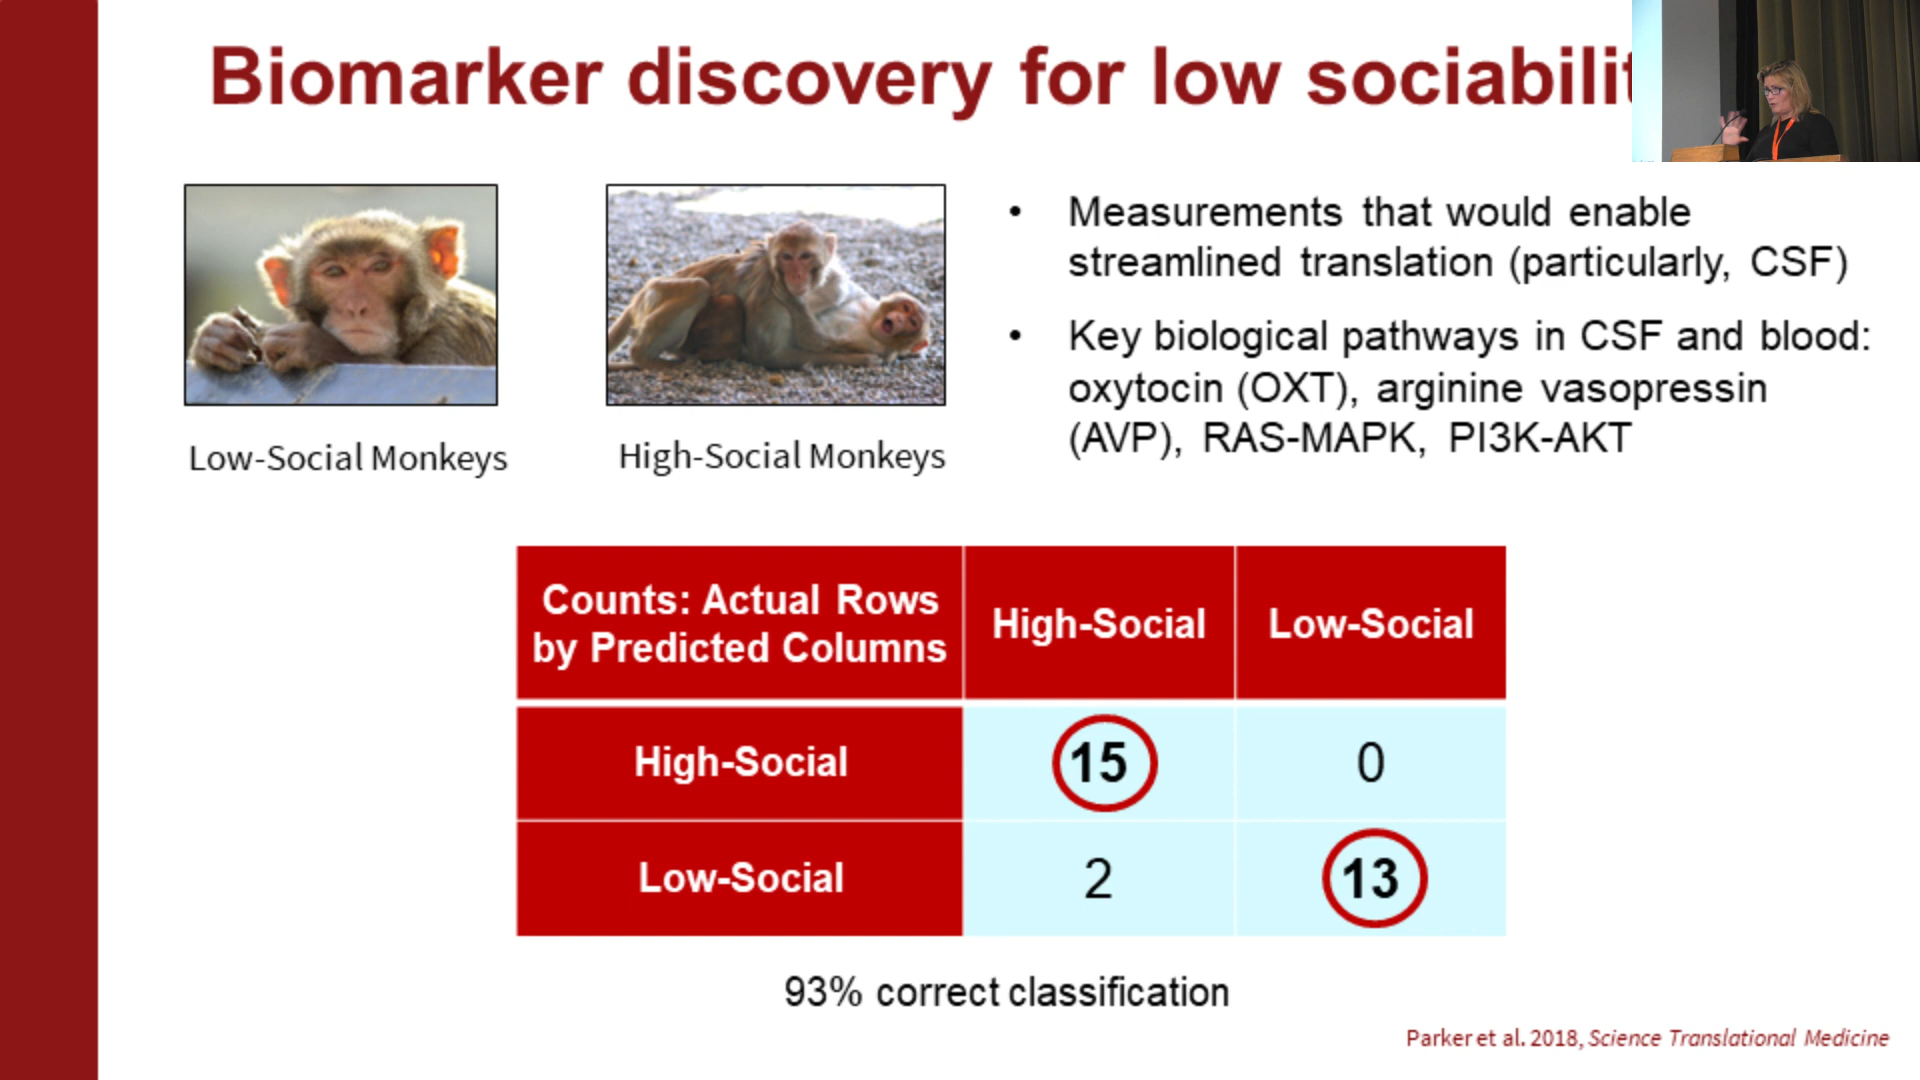 Biomarker discovery for low sociabilit
Low-Social Monkeys
High-Social Monkeys
• Measurements that would enable
streamlined translation (particularly, CSF)
• Key biological pathways in CSF and blood:
oxytocin (OXT), arginine vasopressin
(AVP), RAS-MAPK, PI3K-AKT
Counts: Actual Rows
by Predicted Columns
High-Social
Low-Social
High-Social
15
0
Low-Social
2
13
93% correct classification
Parker et al. 2018, Science Translational Medicine